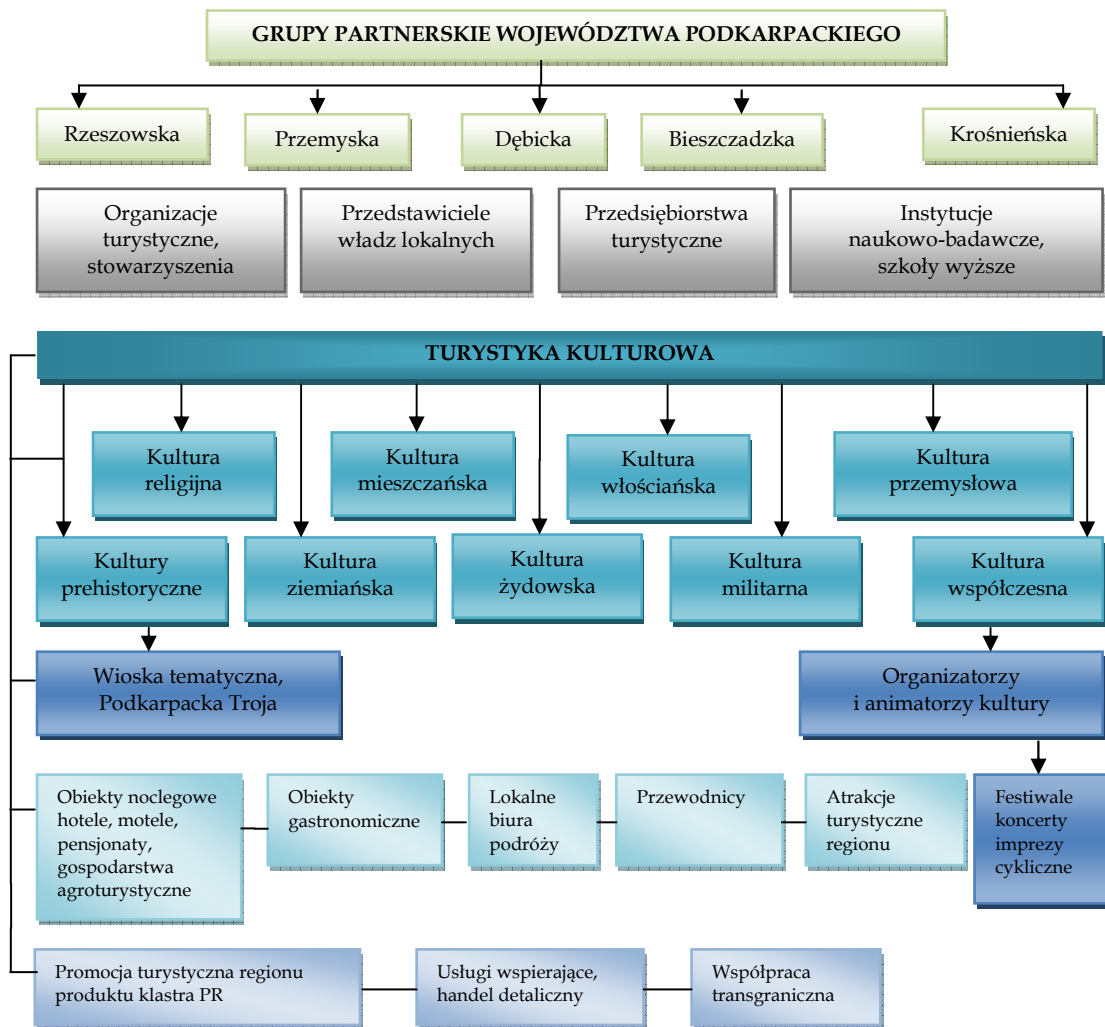 GRUPY PARTNERSKIE WOJEWÓDZTWA PODKARPACKIEGO
Rzeszowska
Przemyska
Dębicka
Bieszczadzka
Krośnieńska
Organizacje
turystyczne,
stowarzyszenia
Przedstawiciele
władz lokalnych
Przedsiębiorstwa
turystyczne
Instytucje
naukowo-badawcze,
szkoły wyższe
TURYSTYKA KULTUROWA
Kultura
religijna
Kultura
mieszczańska
Kultura
włościańska
Kultura
przemysłowa
Kultury
prehistoryczne
Kultura
ziemiańska
Kultura
żydowska
Kultura
militarna
Kultura
współczesna
Wioska tematyczna,
Podkarpacka Troja
Organizatorzy
i animatorzy kultury
Obiekty noclegowe
hotele, motele,
pensjonaty,
gospodarstwa
agroturystyczne
Obiekty
gastronomiczne
Lokalne
biura
podróży
Przewodnicy
Atrakcje
turystyczne
regionu
Festiwale
koncerty
imprezy
cykliczne
Promocja turystyczna regionu
produktu klastra PR
Usługi wspierające,
handel detaliczny
Współpraca
transgraniczna